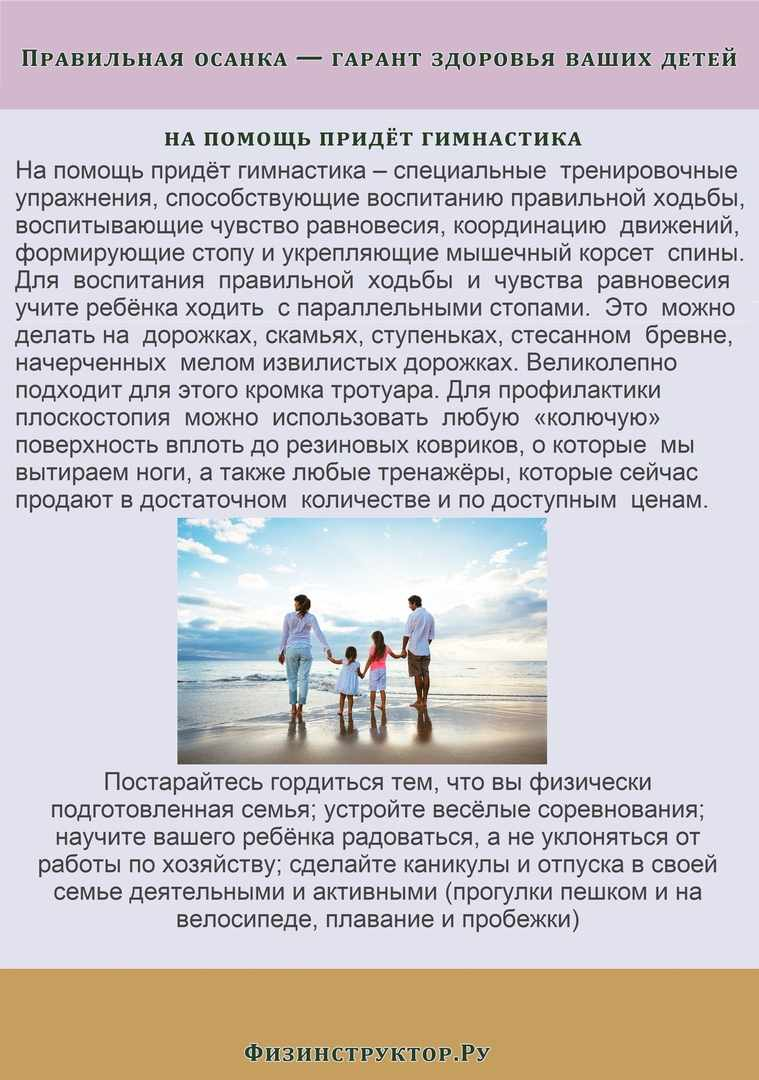 Правильная осанка — гарант здоровья ваших детей
на помощь придёт гимнастика
На помощь придёт гимнастика – специальные тренировочные
упражнения, способствующие воспитанию правильной ходьбы,
воспитывающие чувство равновесия, координацию движений,
формирующие стопу и укрепляющие мышечный корсет спины.
Для воспитания правильной ходьбы и чувства равновесия
учите ребёнка ходить с параллельными стопами. Это можно
делать на дорожках, скамьях, ступеньках, стесанном бревне,
начерченных мелом извилистых дорожках. Великолепно
подходит для этого кромка тротуара. Для профилактики
плоскостопия можно использовать любую «колючую»
поверхность вплоть до резиновых ковриков, о которые мы
вытираем ноги, а также любые тренажёры, которые сейчас
продают в достаточном количестве и по доступным ценам.
Постарайтесь гордиться тем, что вы физически
подготовленная семья; устройте весёлые соревнования;
научите вашего ребёнка радоваться, а не уклоняться от
работы по хозяйству; сделайте каникулы и отпуска в своей
семье деятельными и активными (прогулки пешком и на
велосипеде, плавание и пробежки)
Физинструктор.Ру